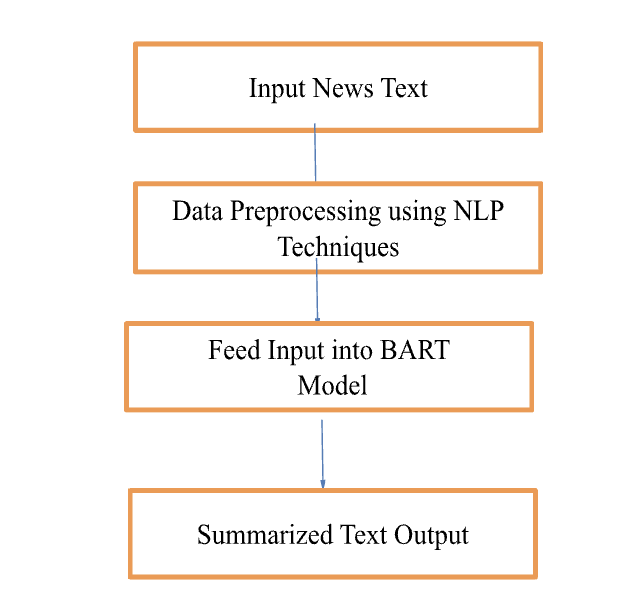 Input News Text
Data Preprocessing using NLP
Techniques
Feed Input into BART
Model
Summarized Text Output